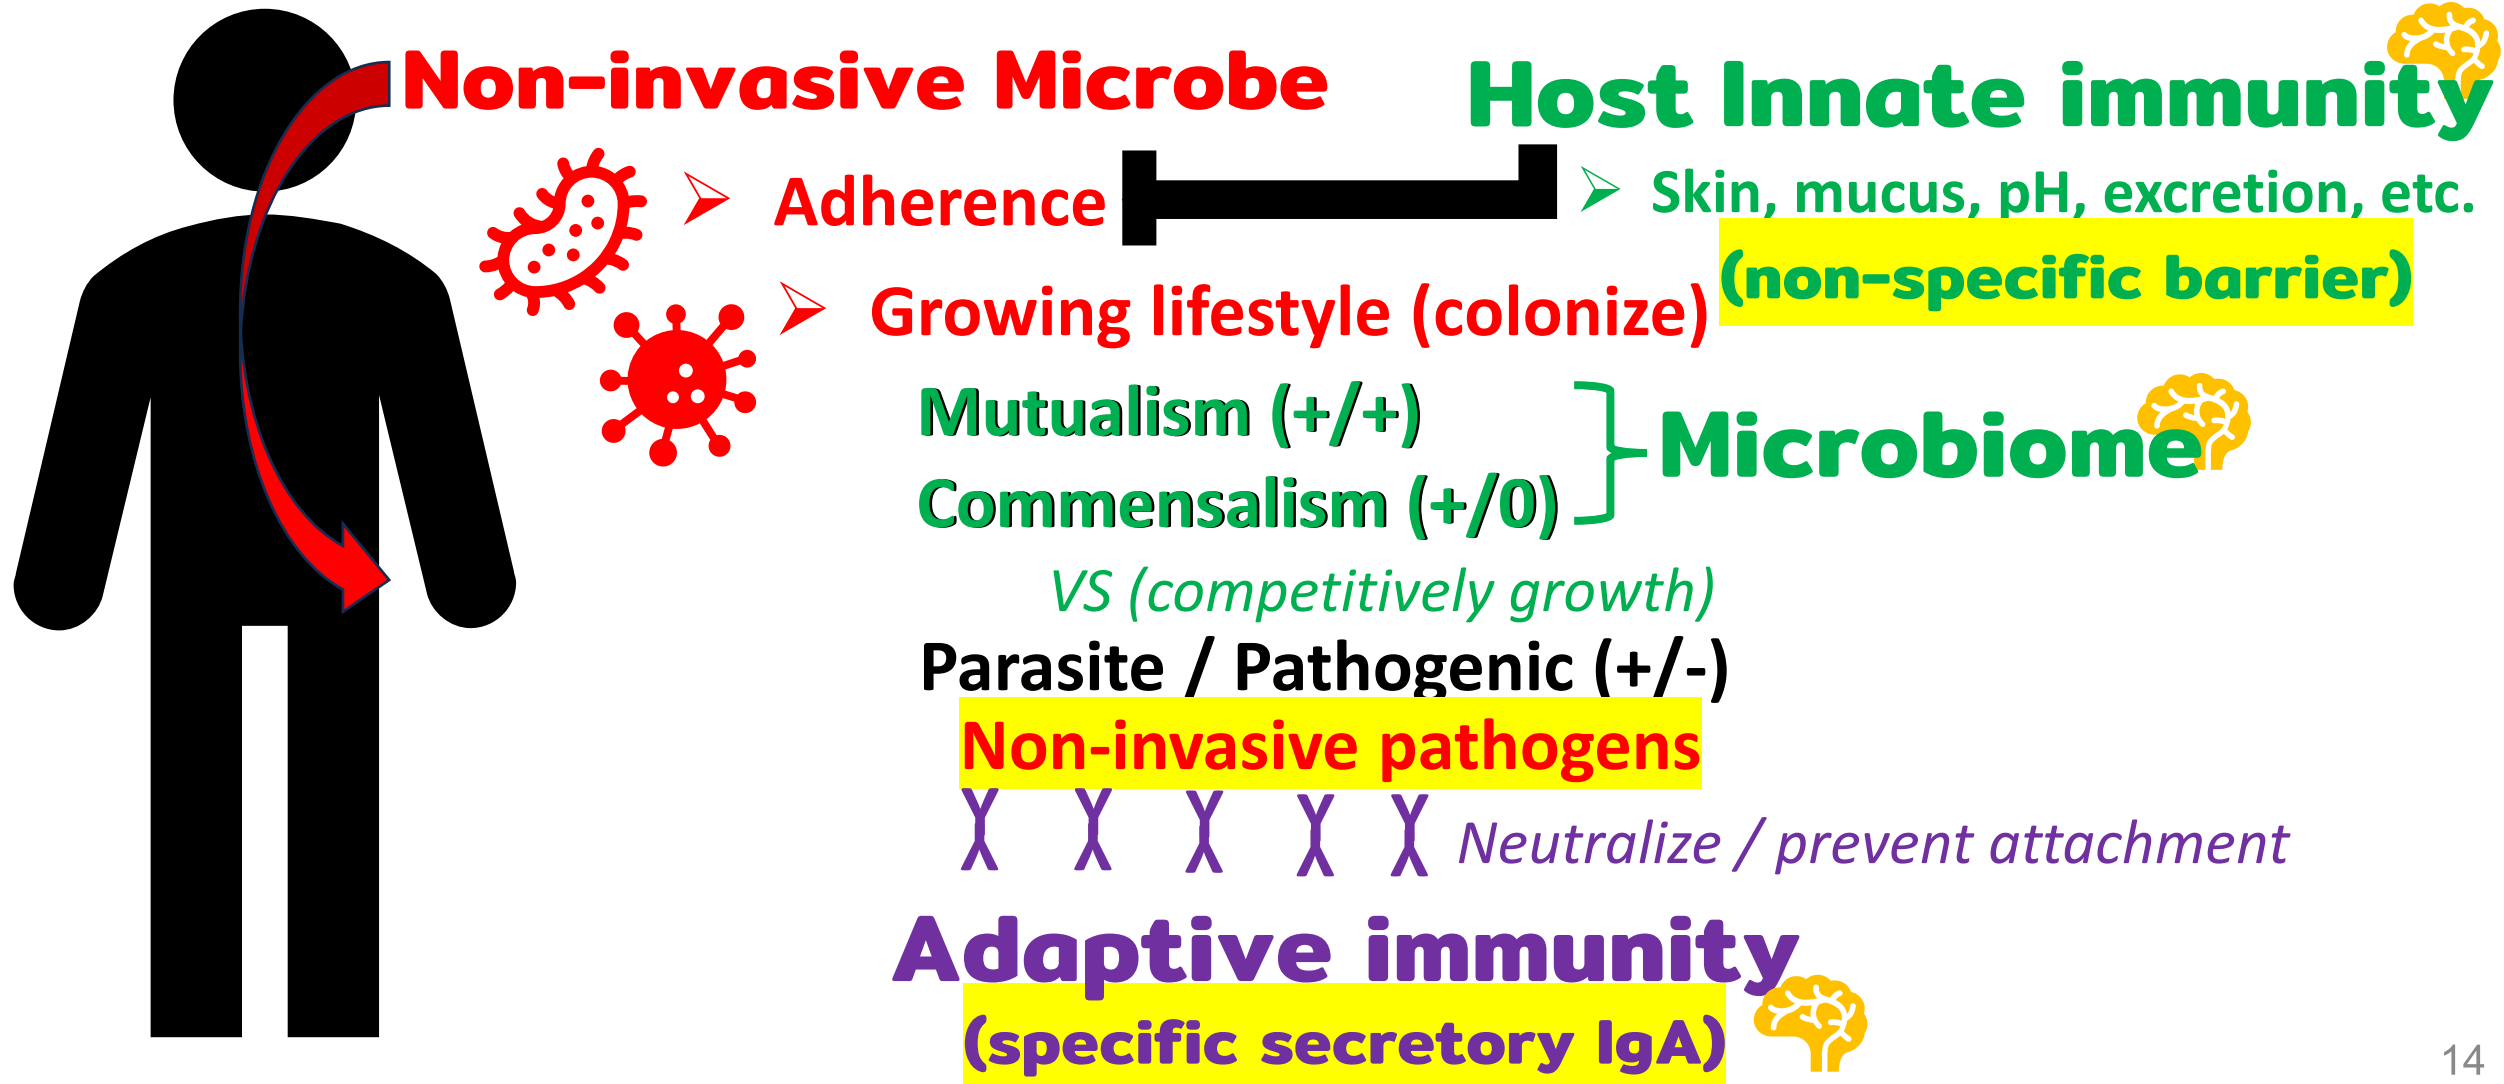 Non-invasive Microbe
Host Innate immunity
Adherence
Skin, mucus, pH, excretion, etc.
(non-specific barrier)
Growing lifestyle (colonize)
Mutualism (+/+)
Microbiome
Commensalism (+/0)
VS (competitively growth)
Parasite / Pathogenic (+/-)
Non-invasive pathogens
Neutralize / prevent attachment
Adaptive immunity
(specific secretory IgA)
14